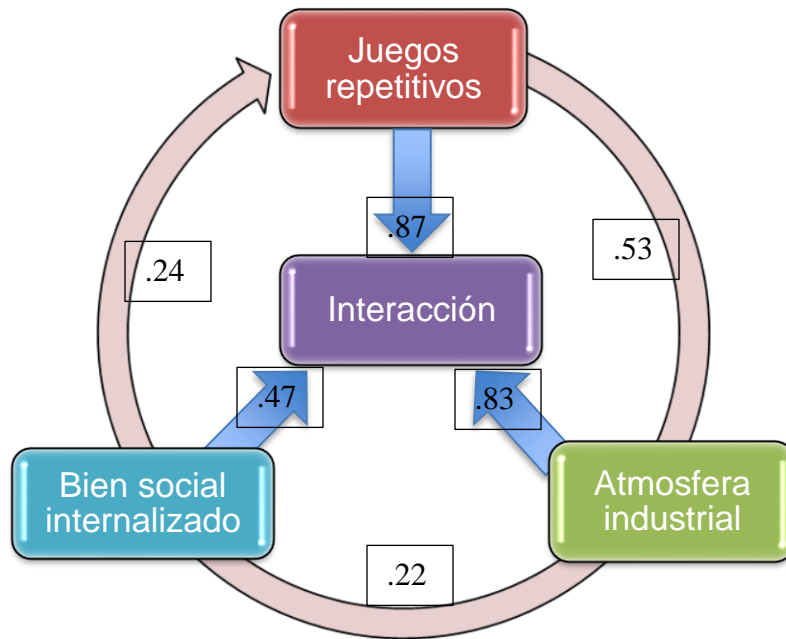 Juegos
repetitivos
.87
.53
.24
Interacción
.47
.83
Bien social
internalizado
Atmosfera
industrial
.22